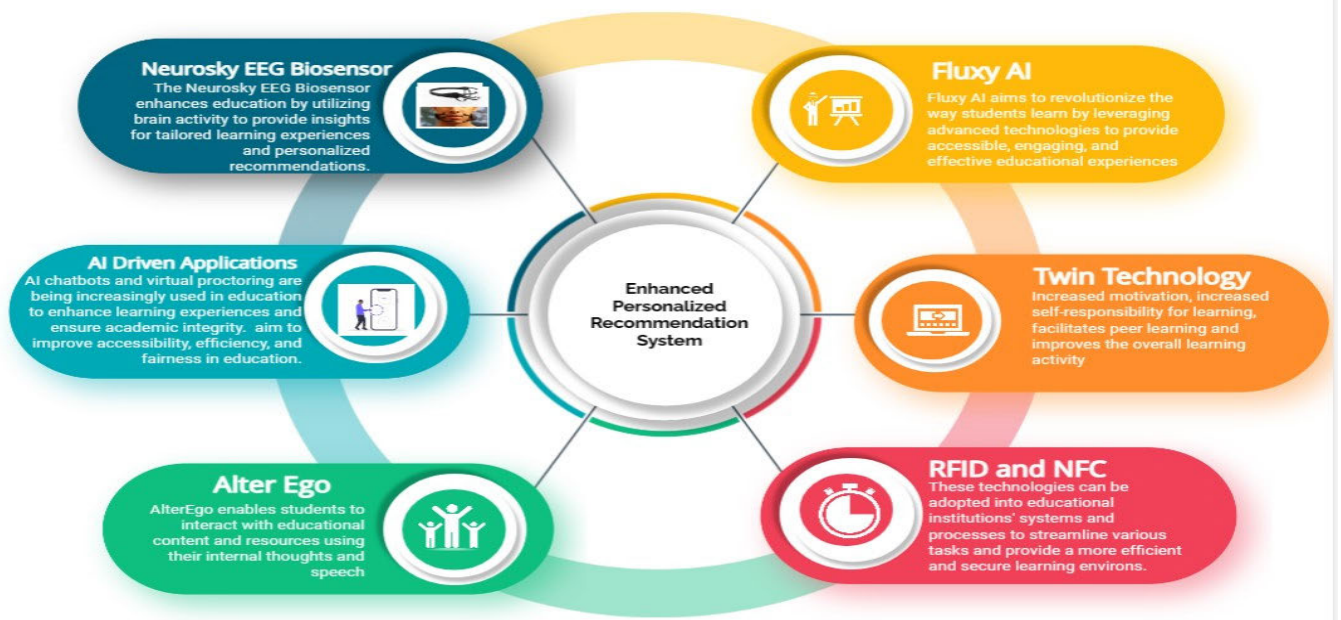 Neurosky EEG Biosensor
The Neurosky EEG Biosensor
enhances education by utilizing
brain activity to provide insights
for tailored learning experiences
and personalized
recommendations.
Fluxy AI
Fluxy AI aims to revolutionize the
way students learn by leveraging
advanced technologies to provide
accessible, engaging, and
effective educational experiences
AI Driven Applications
AI chatbots and virtual proctoring are
being increasingly used in education
to enhance learning experiences and
ensure academic integrity. aim to
improve accessibility, efficiency, and
fairness in education.
Enhanced
Personalized
Recommendation
System
Twin Technology
Increased motivation, increased
self-responsibility for learning,
facilitates peer learning and
improves the overall learning
activity
Alter Ego
AlterEgo enables students to
interact with educational
content and resources using
their internal thoughts and
speech
RFID and NFC
These technologies can be
adopted into educational
institutions' systems and
processes to streamline various
tasks and provide a more efficient
and secure learning environs.